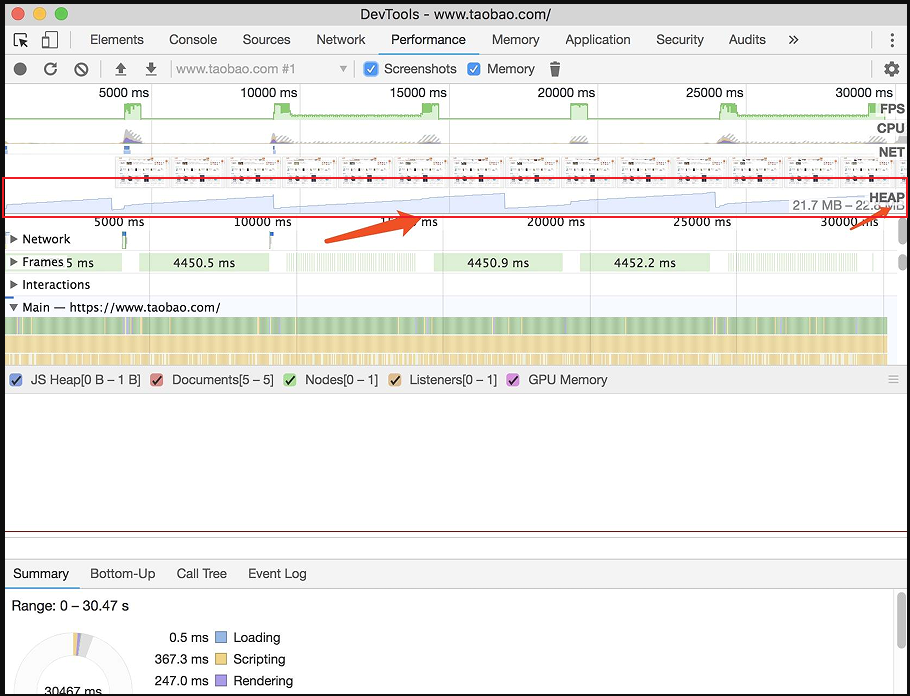 DevTools - www.taobao.com/
Elements Console Sources Network Performance Memory Application Security Audits »
www.taobao.com #1 Screenshots Memory
5000 ms 10000 ms 15000 ms 20000 ms 25000 ms 30000 ms
FPS
CPU
NET
HEAP
21.7 MB – 22.8 MB
5000 ms 10000 ms ms 20000 ms 25000 ms 30000 ms
Network
Frames 5 ms 4450.5 ms 4450.9 ms 4452.2 ms
Interactions
Main — https://www.taobao.com/
JS Heap[0 B – 1 B] Documents[5 – 5] Nodes[0 – 1] Listeners[0 – 1] GPU Memory
Summary Bottom-Up Call Tree Event Log
Range: 0 – 30.47 s
0.5 ms Loading
367.3 ms Scripting
247.0 ms Rendering
30467 ms